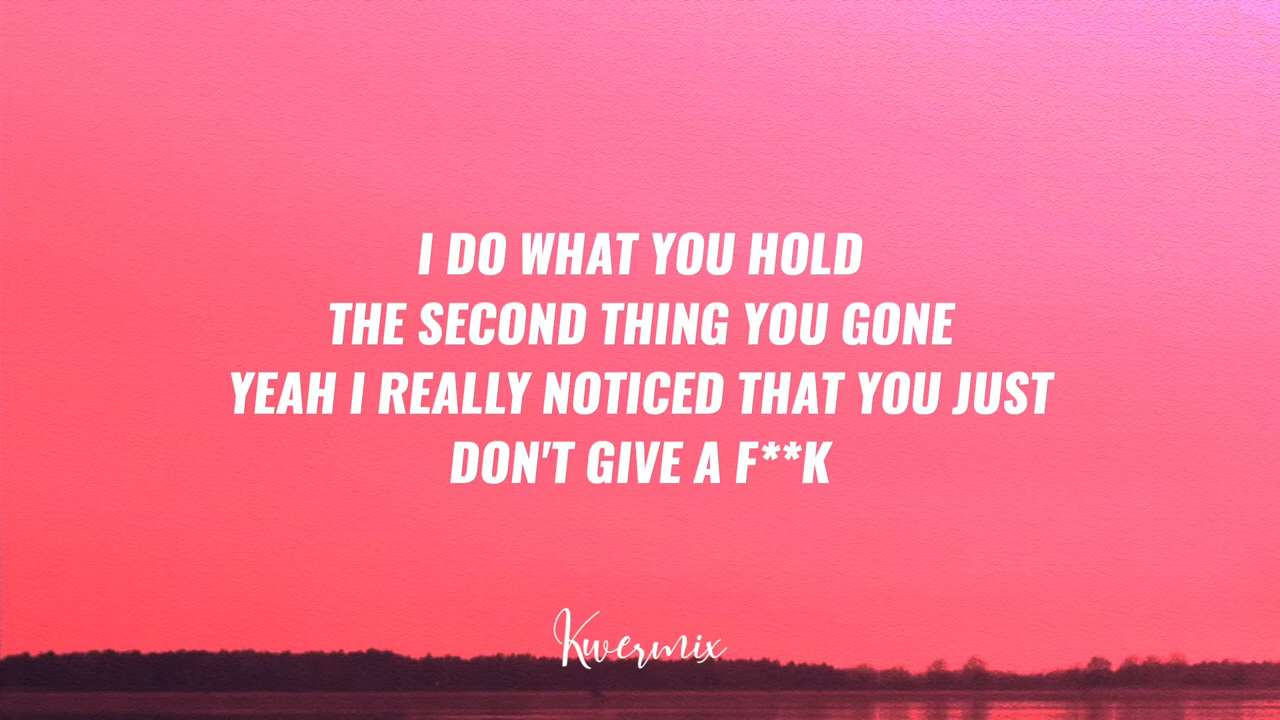 I DO WHAT YOU HOLD
THE SECOND THING YOU GONE
YEAH I REALLY NOTICED THAT YOU JUST
DON'T GIVE A F**K
Kwermix